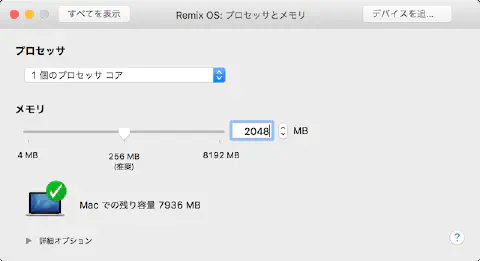 すべてを表示
Remix OS: プロセッサとメモリ
デバイスを追...
プロセッサ
1 個のプロセッサ コア
メモリ
2048 MB
4 MB
256 MB
8192 MB
(推奨)
Mac での残り容量 7936 MB
詳細オプション
?